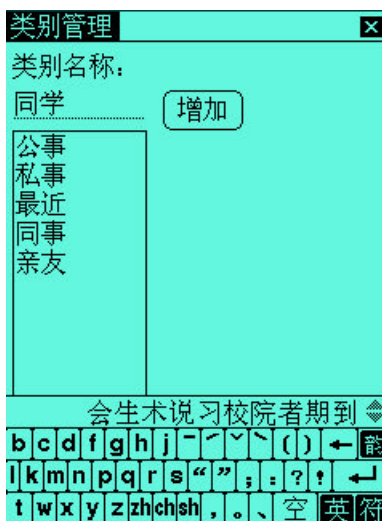 类别管理
类别名称：
同学 增加
公事
私事
最近
同事
亲友
会生术说习校院者期到
b c d f g h j ˉ ˊ ˇ ˋ ( ) ← 韵
l k m n p q r s “ ” ; : ? ! ↵
t w x y z zh ch sh , 。 、 空 英 符